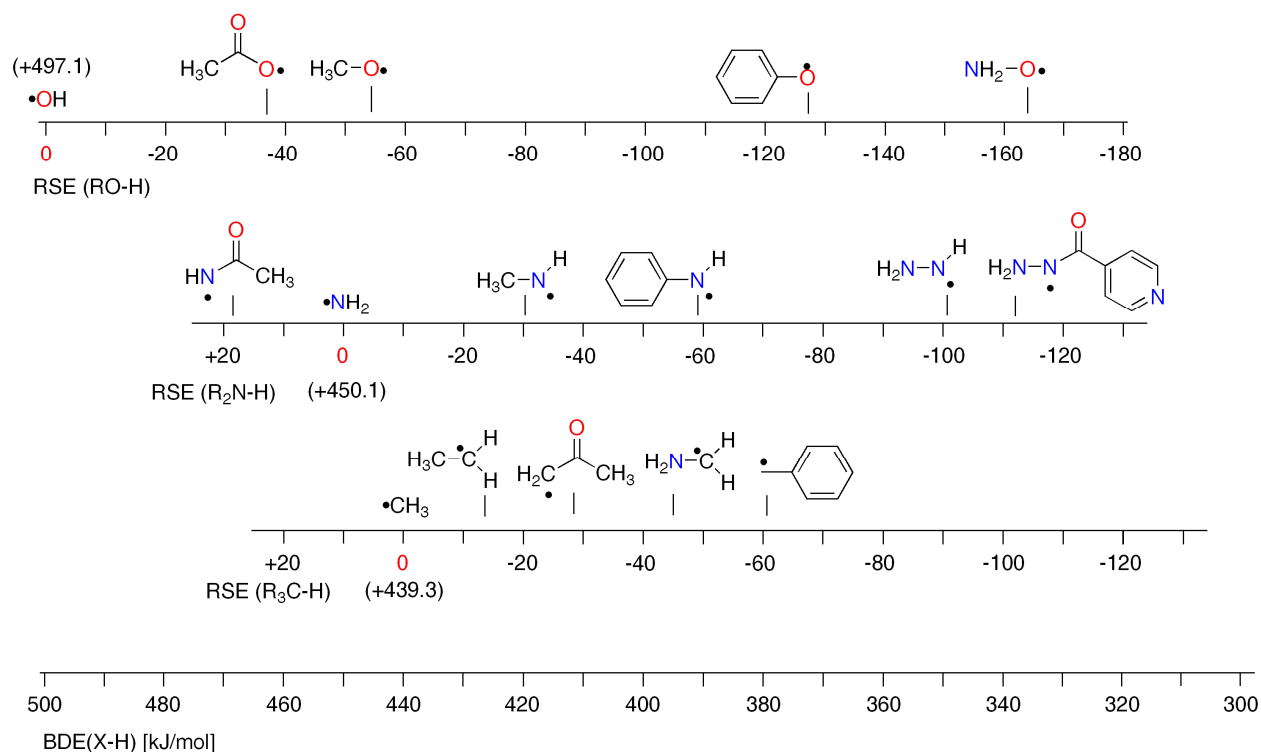 O
(+497.1)
H3C O• H3C–O• O NH2–O•
•OH
0 -20 -40 -60 -80 -100 -120 -140 -160 -180
RSE (RO-H)
O H H O
HN CH3 •NH2 H3C–N N H2N–N H2N–N N
+20 0 -20 -40 -60 -80 -100 -120
RSE (R2N-H) (+450.1)
H O H
H3C–C H2C CH3 H2N–C
H H
•CH3
+20 0 -20 -40 -60 -80 -100 -120
RSE (R3C-H) (+439.3)
500 480 460 440 420 400 380 360 340 320 300
BDE(X-H) [kJ/mol]